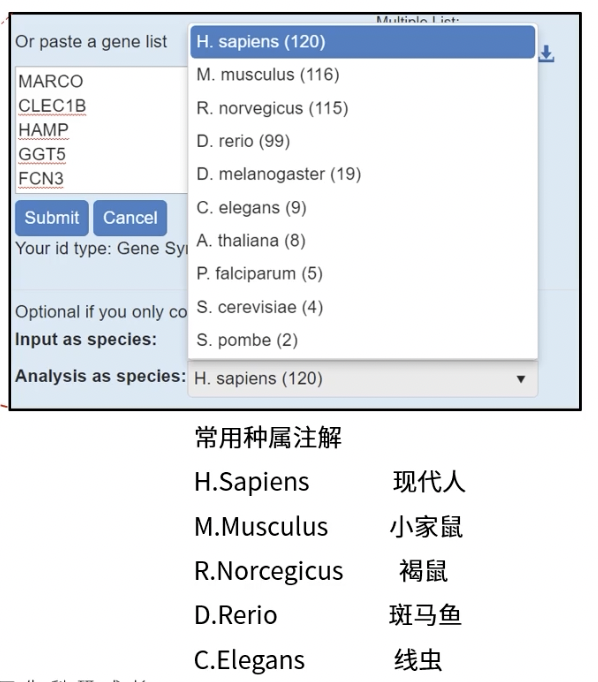 Multiple List:
Or paste a gene list
H. sapiens (120)
M. musculus (116)
MARCO
CLEC1B
R. norvegicus (115)
HAMP
D. rerio (99)
GGT5
D. melanogaster (19)
FCN3
C. elegans (9)
Submit Cancel
A. thaliana (8)
Your id type: Gene Sy
P. falciparum (5)
Optional if you only co
S. cerevisiae (4)
Input as species:
S. pombe (2)
Analysis as species: H. sapiens (120)
常用种属注解
H.Sapiens 现代人
M.Musculus 小家鼠
R.Norcegicus 褐鼠
D.Rerio 斑马鱼
C.Elegans 线虫